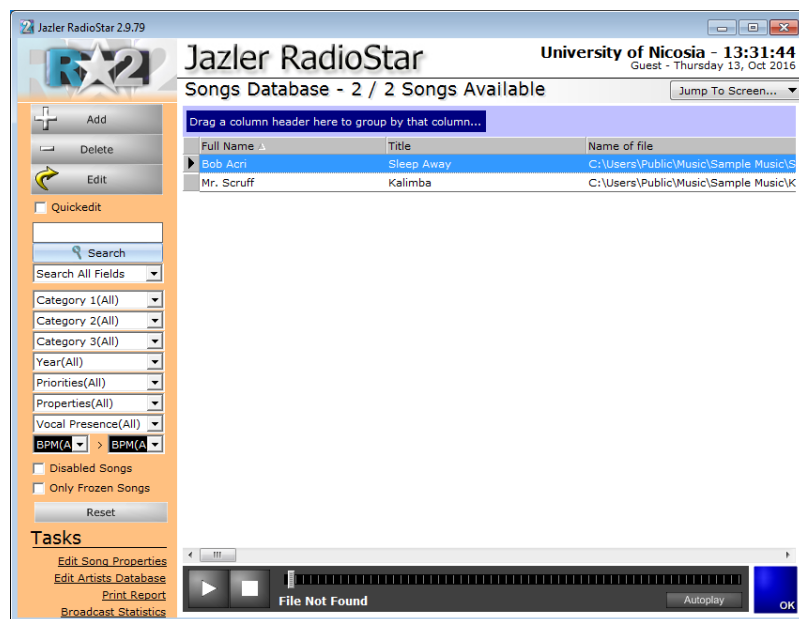 Jazler RadioStar 2.9.79
R 2
Jazler RadioStar
University of Nicosia - 13:31:44
Guest - Thursday 13, Oct 2016
Songs Database - 2 / 2 Songs Available
Jump To Screen...
Add
Delete
Edit
Quickedit
Search
Search All Fields
Category 1(All)
Category 2(All)
Category 3(All)
Year(All)
Priorities(All)
Properties(All)
Vocal Presence(All)
BPM(A > BPM(A
Disabled Songs
Only Frozen Songs
Reset
Tasks
Edit Song Properties
Edit Artists Database
Print Report
Broadcast Statistics
Drag a column header here to group by that column...
Full Name Title Name of file
Bob Acri Sleep Away C:\Users\Public\Music\Sample Music\S
Mr. Scruff Kalimba C:\Users\Public\Music\Sample Music\K
File Not Found
Autoplay
OK